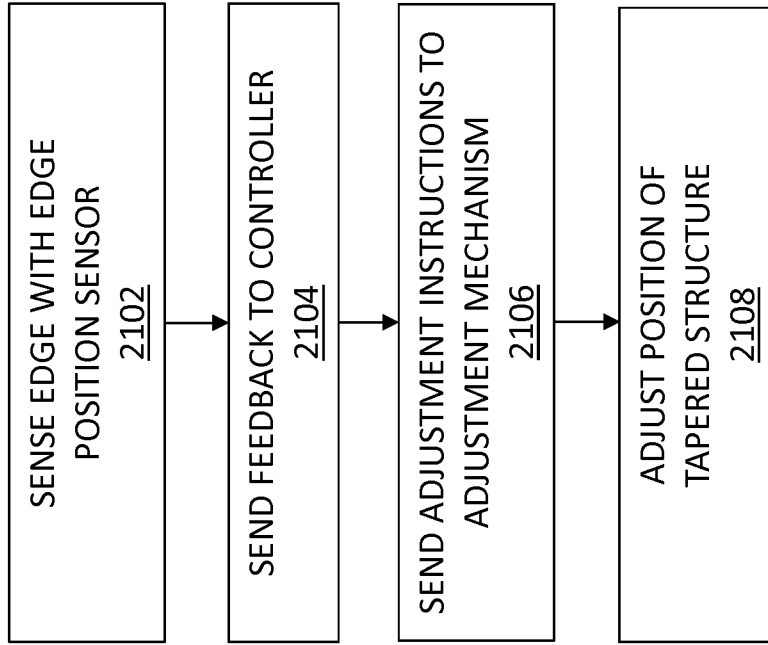 SENSE EDGE WITH EDGE
POSITION SENSOR
2102
SEND FEEDBACK TO CONTROLLER
2104
SEND ADJUSTMENT INSTRUCTIONS TO
ADJUSTMENT MECHANISM
2106
ADJUST POSITION OF
TAPERED STRUCTURE
2108